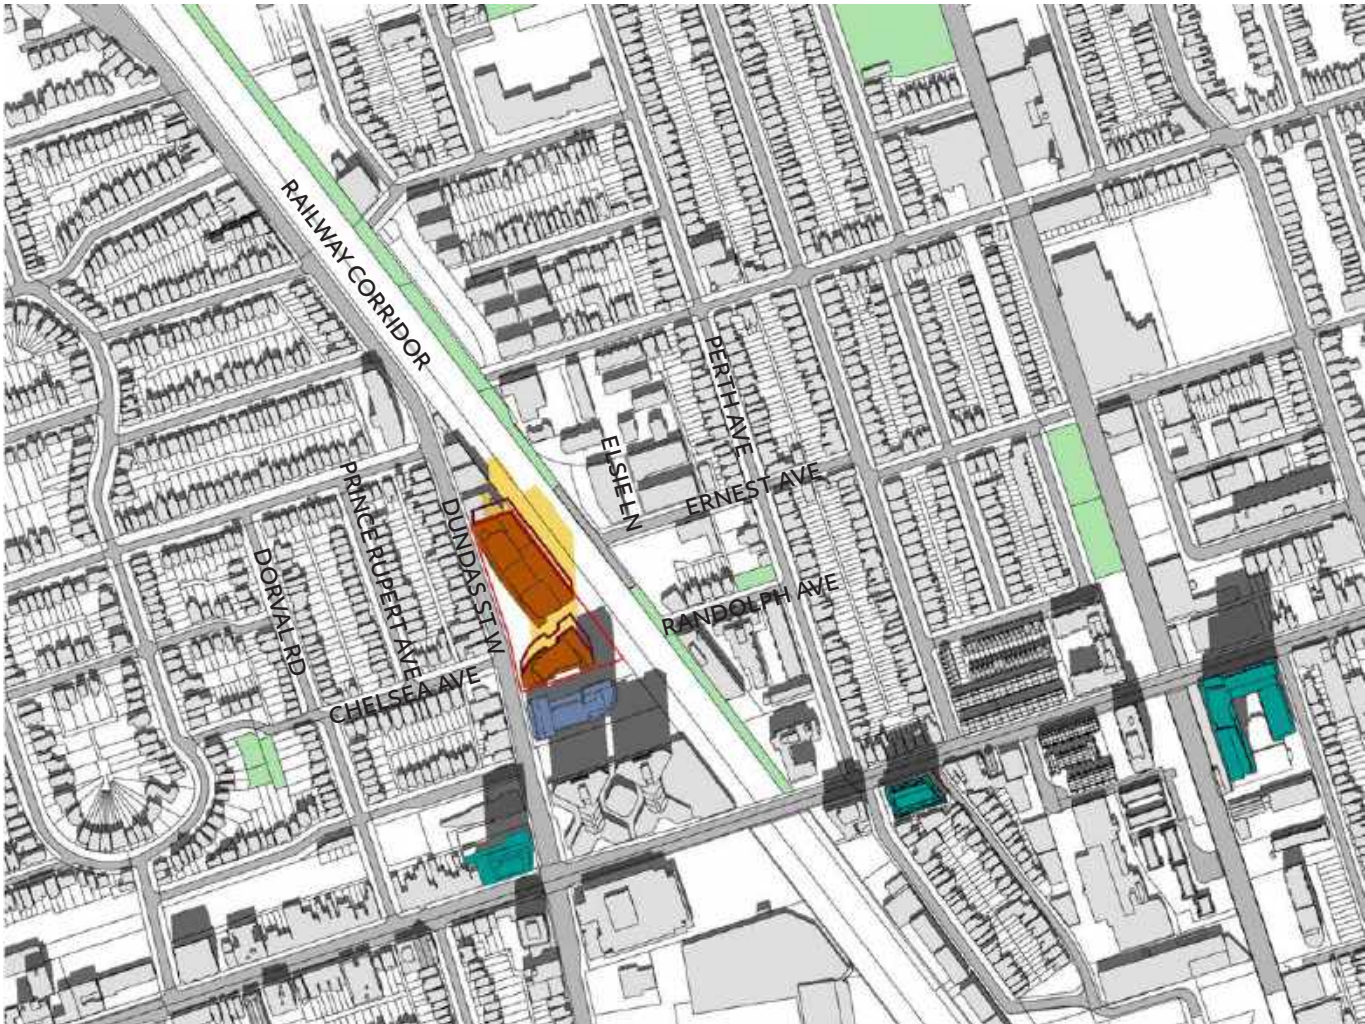 RAILWAY CORRIDOR
PERTH AVE
ELSIE LN
ERNEST AVE
PRINCE RUPERT AVE
DUNDAS ST W
DORVAL RD
RANDOLPH AVE
CHELSEA AVE